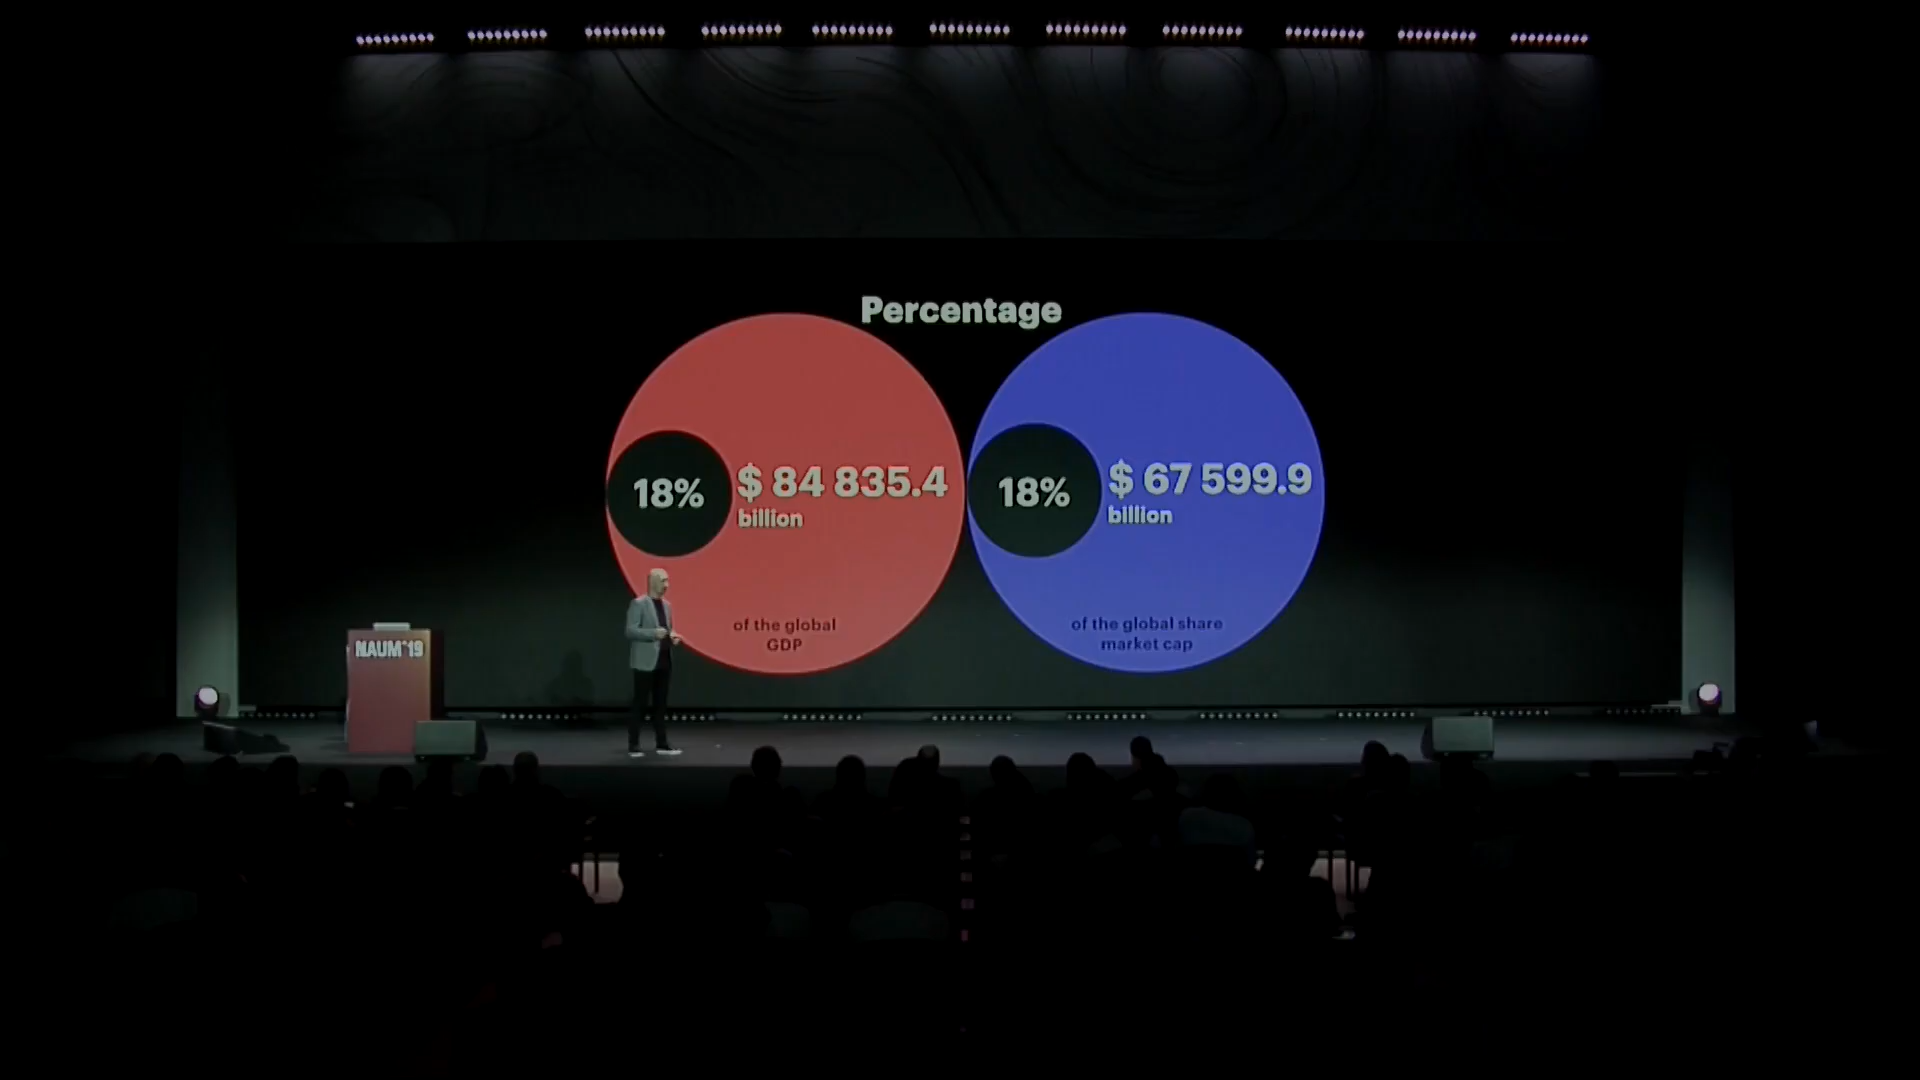 Percentage
18%
$ 84 835.4
billion
of the global
GDP
18%
$ 67 599.9
billion
of the global share
market cap
NAUM'19